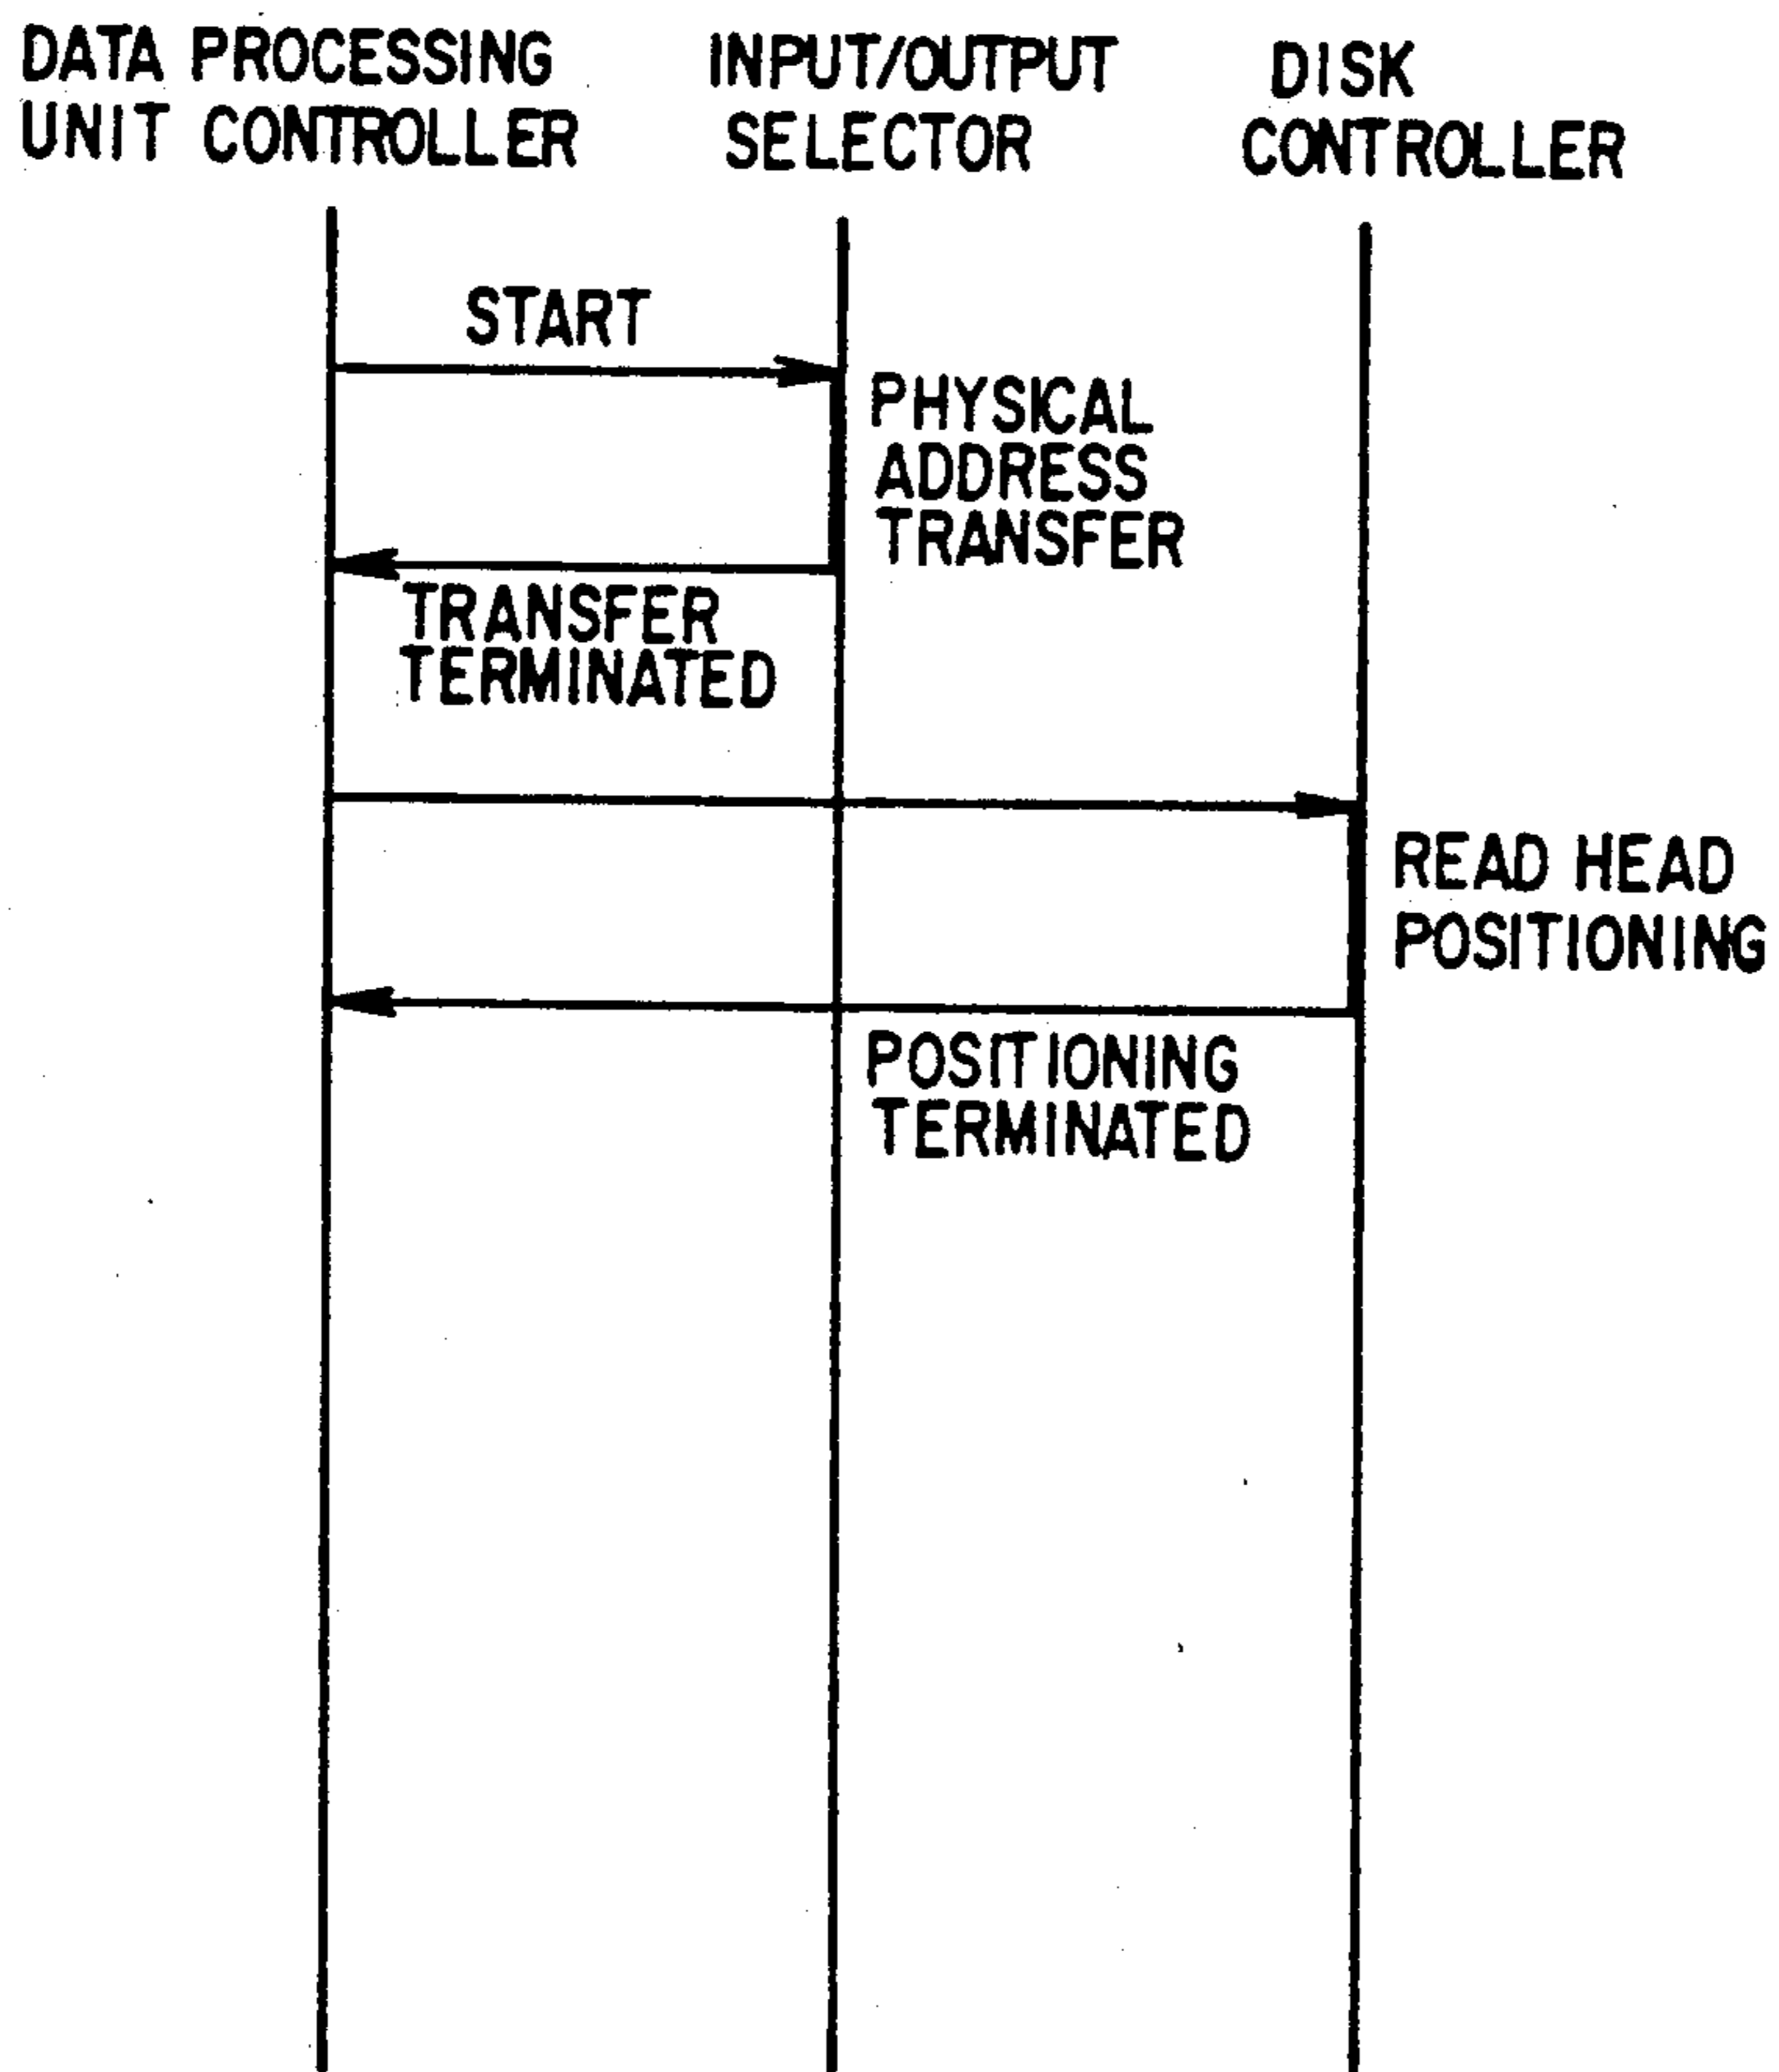 DATA PROCESSING
UNIT CONTROLLER
INPUT/OUTPUT
SELECTOR
DISK
CONTROLLER
START
PHYSICAL
ADDRESS
TRANSFER
TRANSFER
TERMINATED
READ HEAD
POSITIONING
POSITIONING
TERMINATED